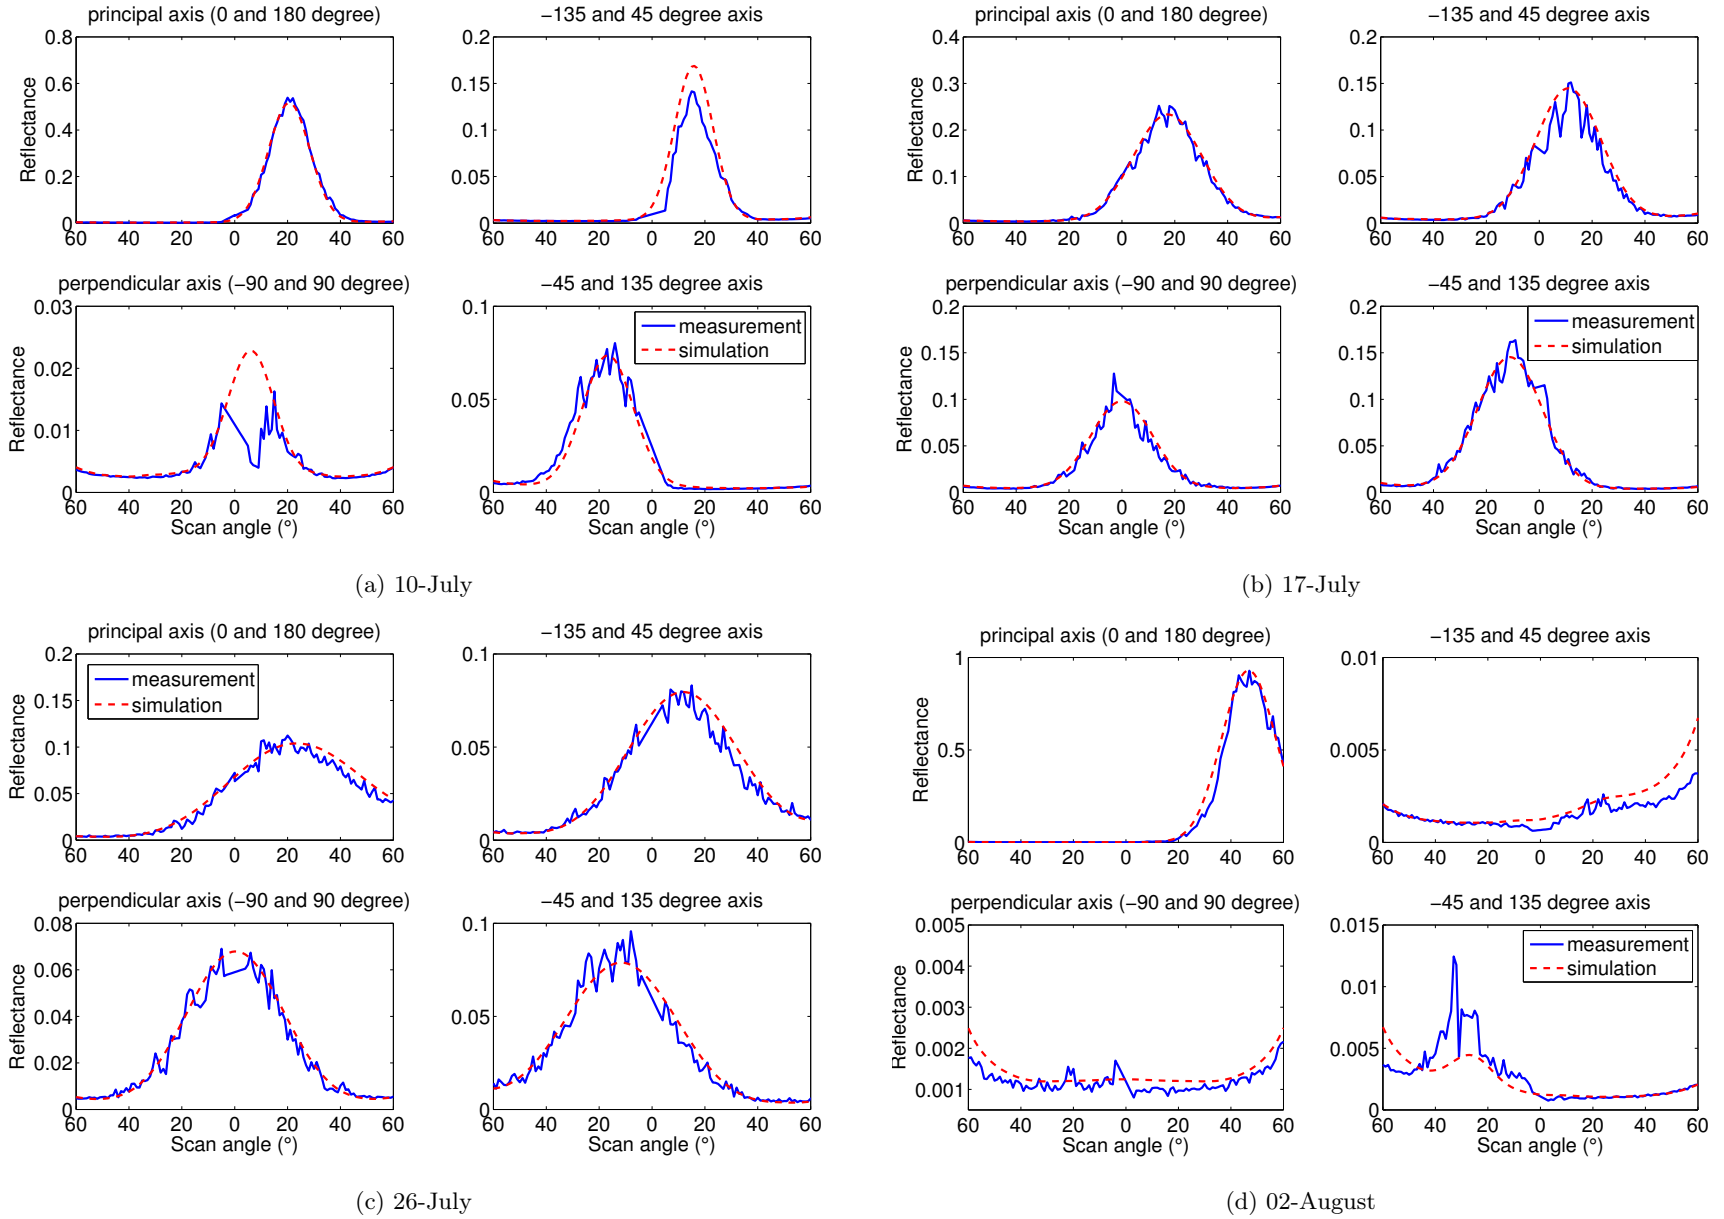 principal axis (0 and 180 degree)
0.8
0.6
0.4
0.2
0
Reflectance
60 40 20 0 20 40 60
−135 and 45 degree axis
0.2
0.15
0.1
0.05
0
60 40 20 0 20 40 60
perpendicular axis (−90 and 90 degree)
0.03
0.02
0.01
0
Reflectance
60 40 20 0 20 40 60
Scan angle (°)
−45 and 135 degree axis
0.1
0.05
0
measurement
simulation
60 40 20 0 20 40 60
Scan angle (°)
(a) 10-July
principal axis (0 and 180 degree)
0.4
0.3
0.2
0.1
0
Reflectance
60 40 20 0 20 40 60
−135 and 45 degree axis
0.2
0.15
0.1
0.05
0
60 40 20 0 20 40 60
perpendicular axis (−90 and 90 degree)
0.2
0.15
0.1
0.05
0
Reflectance
60 40 20 0 20 40 60
Scan angle (°)
−45 and 135 degree axis
0.2
0.15
0.1
0.05
0
measurement
simulation
60 40 20 0 20 40 60
Scan angle (°)
(b) 17-July
principal axis (0 and 180 degree)
0.2
0.15
0.1
0.05
0
Reflectance
measurement
simulation
60 40 20 0 20 40 60
−135 and 45 degree axis
0.1
0.05
0
60 40 20 0 20 40 60
perpendicular axis (−90 and 90 degree)
0.08
0.06
0.04
0.02
0
Reflectance
60 40 20 0 20 40 60
Scan angle (°)
−45 and 135 degree axis
0.1
0.05
0
60 40 20 0 20 40 60
Scan angle (°)
(c) 26-July
principal axis (0 and 180 degree)
1
0.5
0
Reflectance
60 40 20 0 20 40 60
−135 and 45 degree axis
0.01
0.005
0
60 40 20 0 20 40 60
perpendicular axis (−90 and 90 degree)
0.005
0.004
0.003
0.002
0.001
Reflectance
60 40 20 0 20 40 60
Scan angle (°)
−45 and 135 degree axis
0.015
0.01
0.005
0
measurement
simulation
60 40 20 0 20 40 60
Scan angle (°)
(d) 02-August